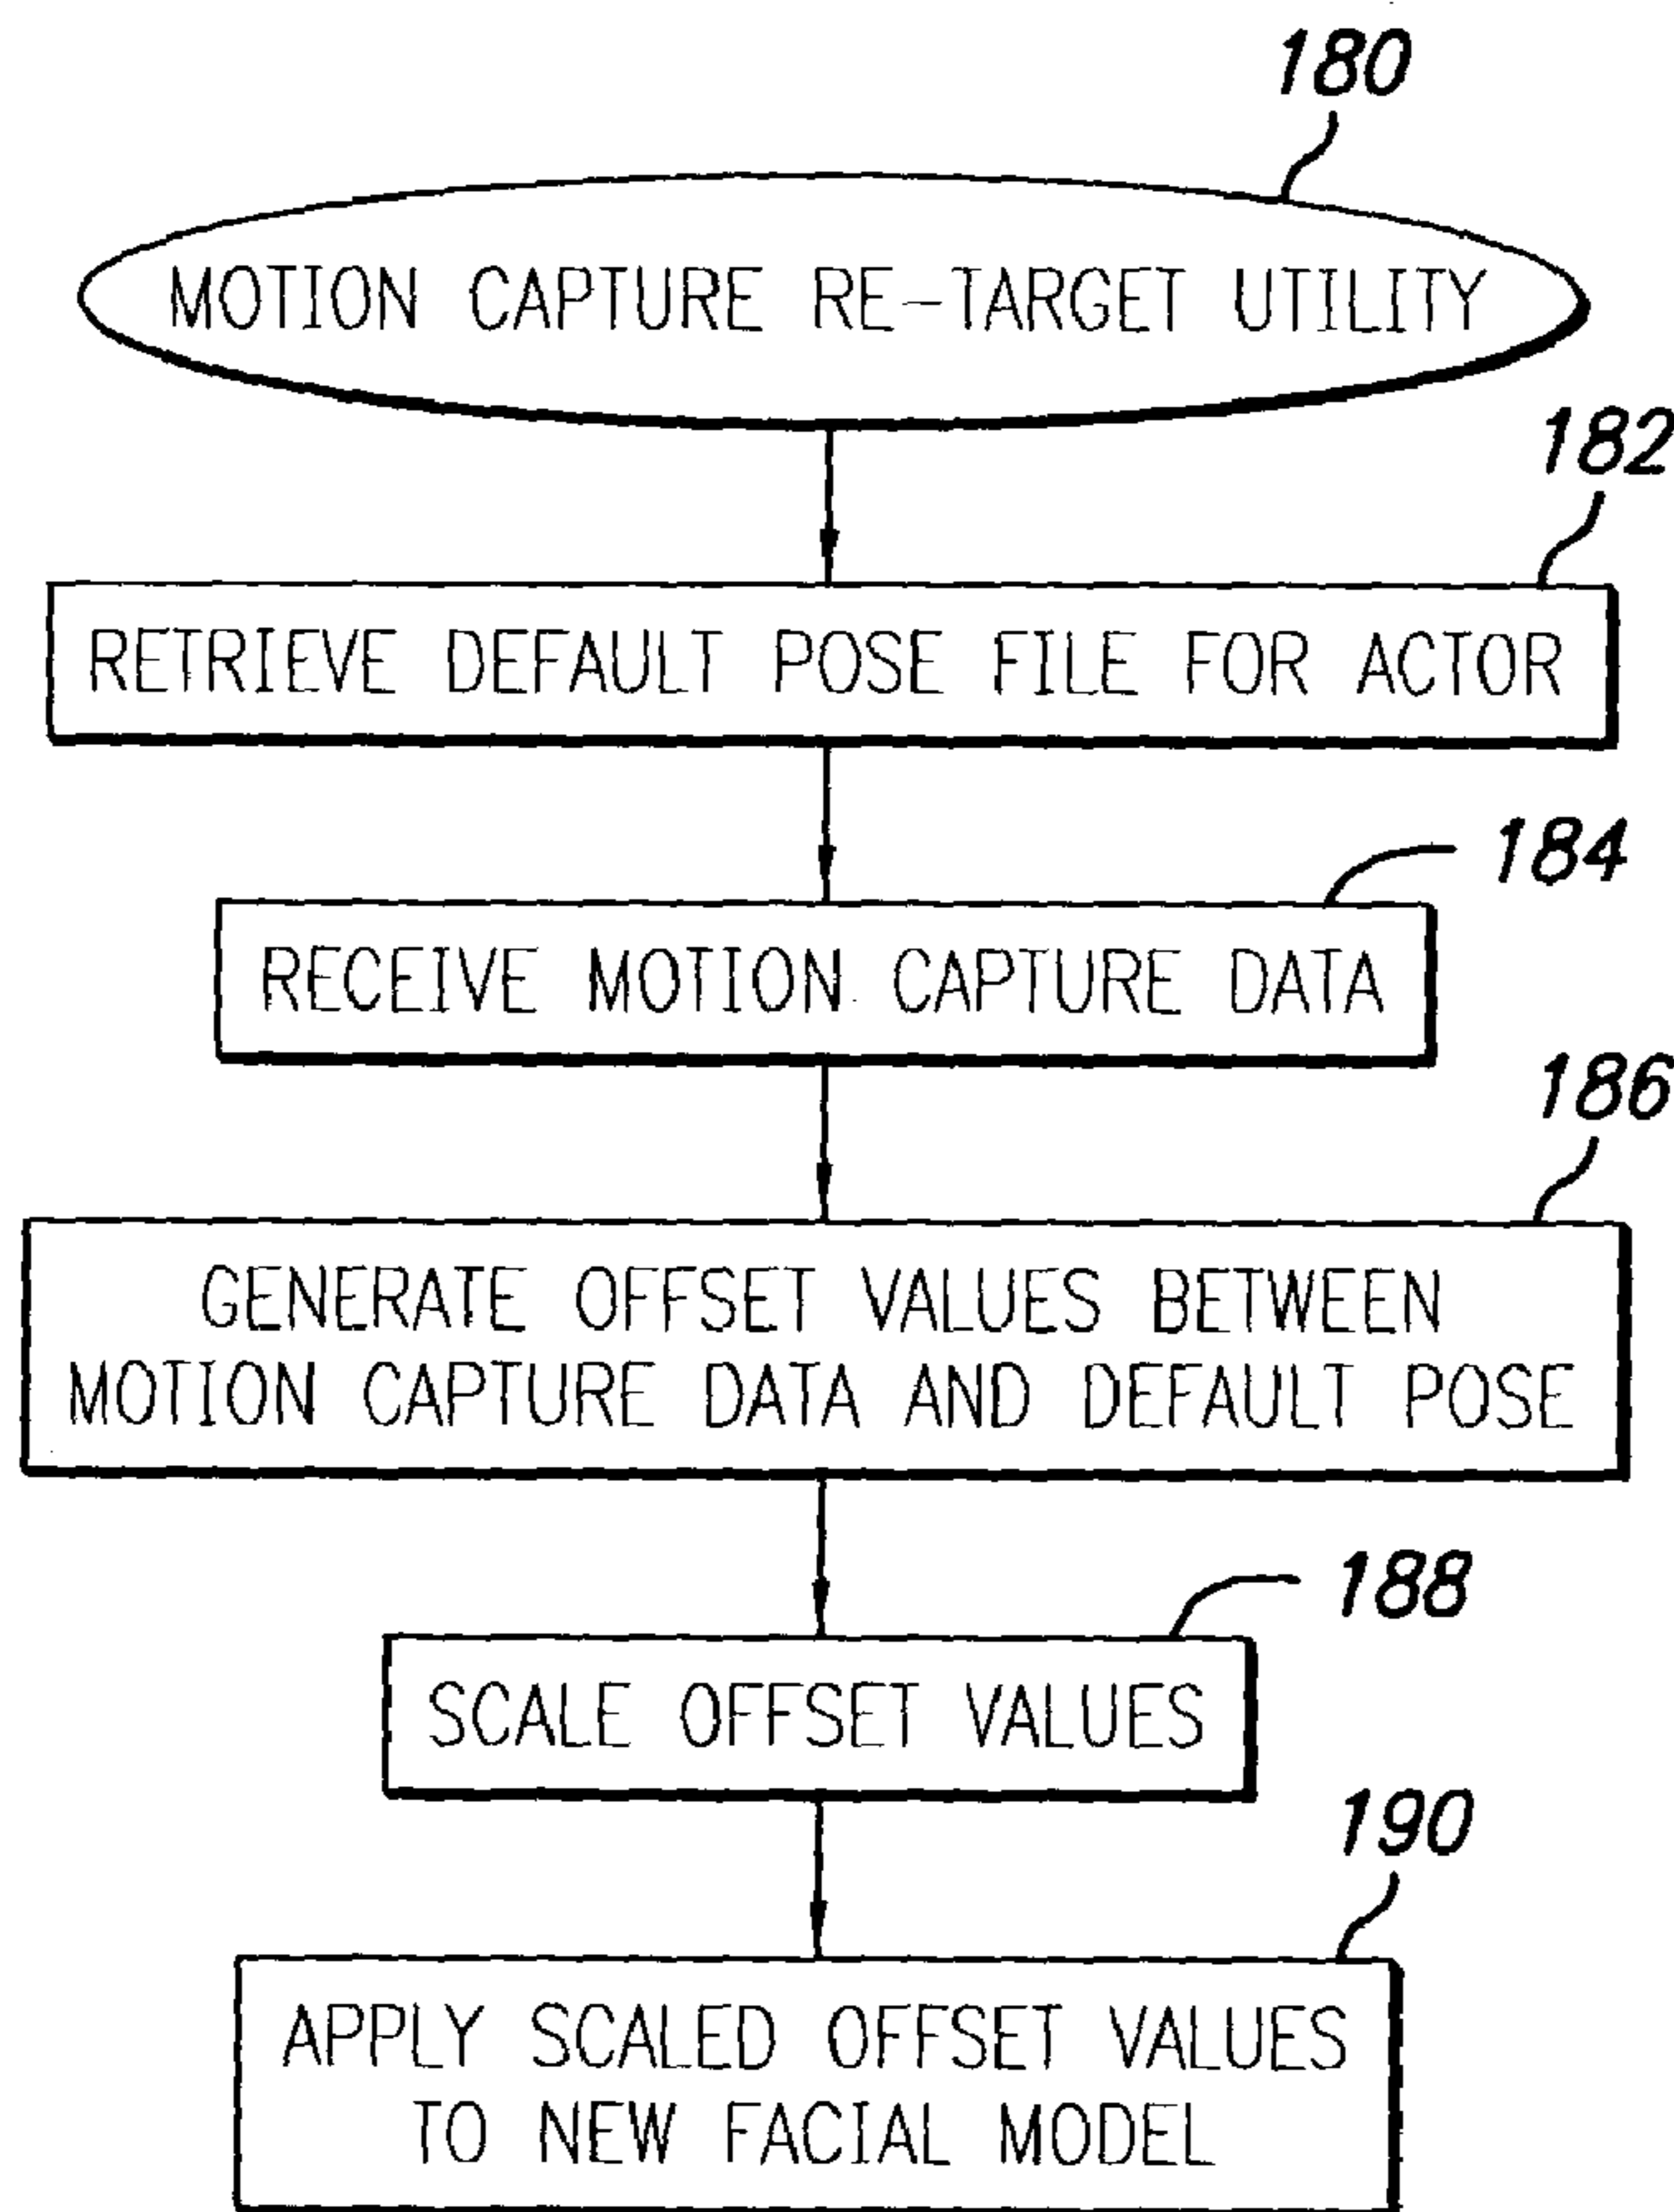 180
MOTION CAPTURE RE-TARGET UTILITY
182
RETRIEVE DEFAULT POSE FILE FOR ACTOR
184
RECEIVE MOTION CAPTURE DATA
186
GENERATE OFFSET VALUES BETWEEN
MOTION CAPTURE DATA AND DEFAULT POSE
188
SCALE OFFSET VALUES
190
APPLY SCALED OFFSET VALUES
TO NEW FACIAL MODEL